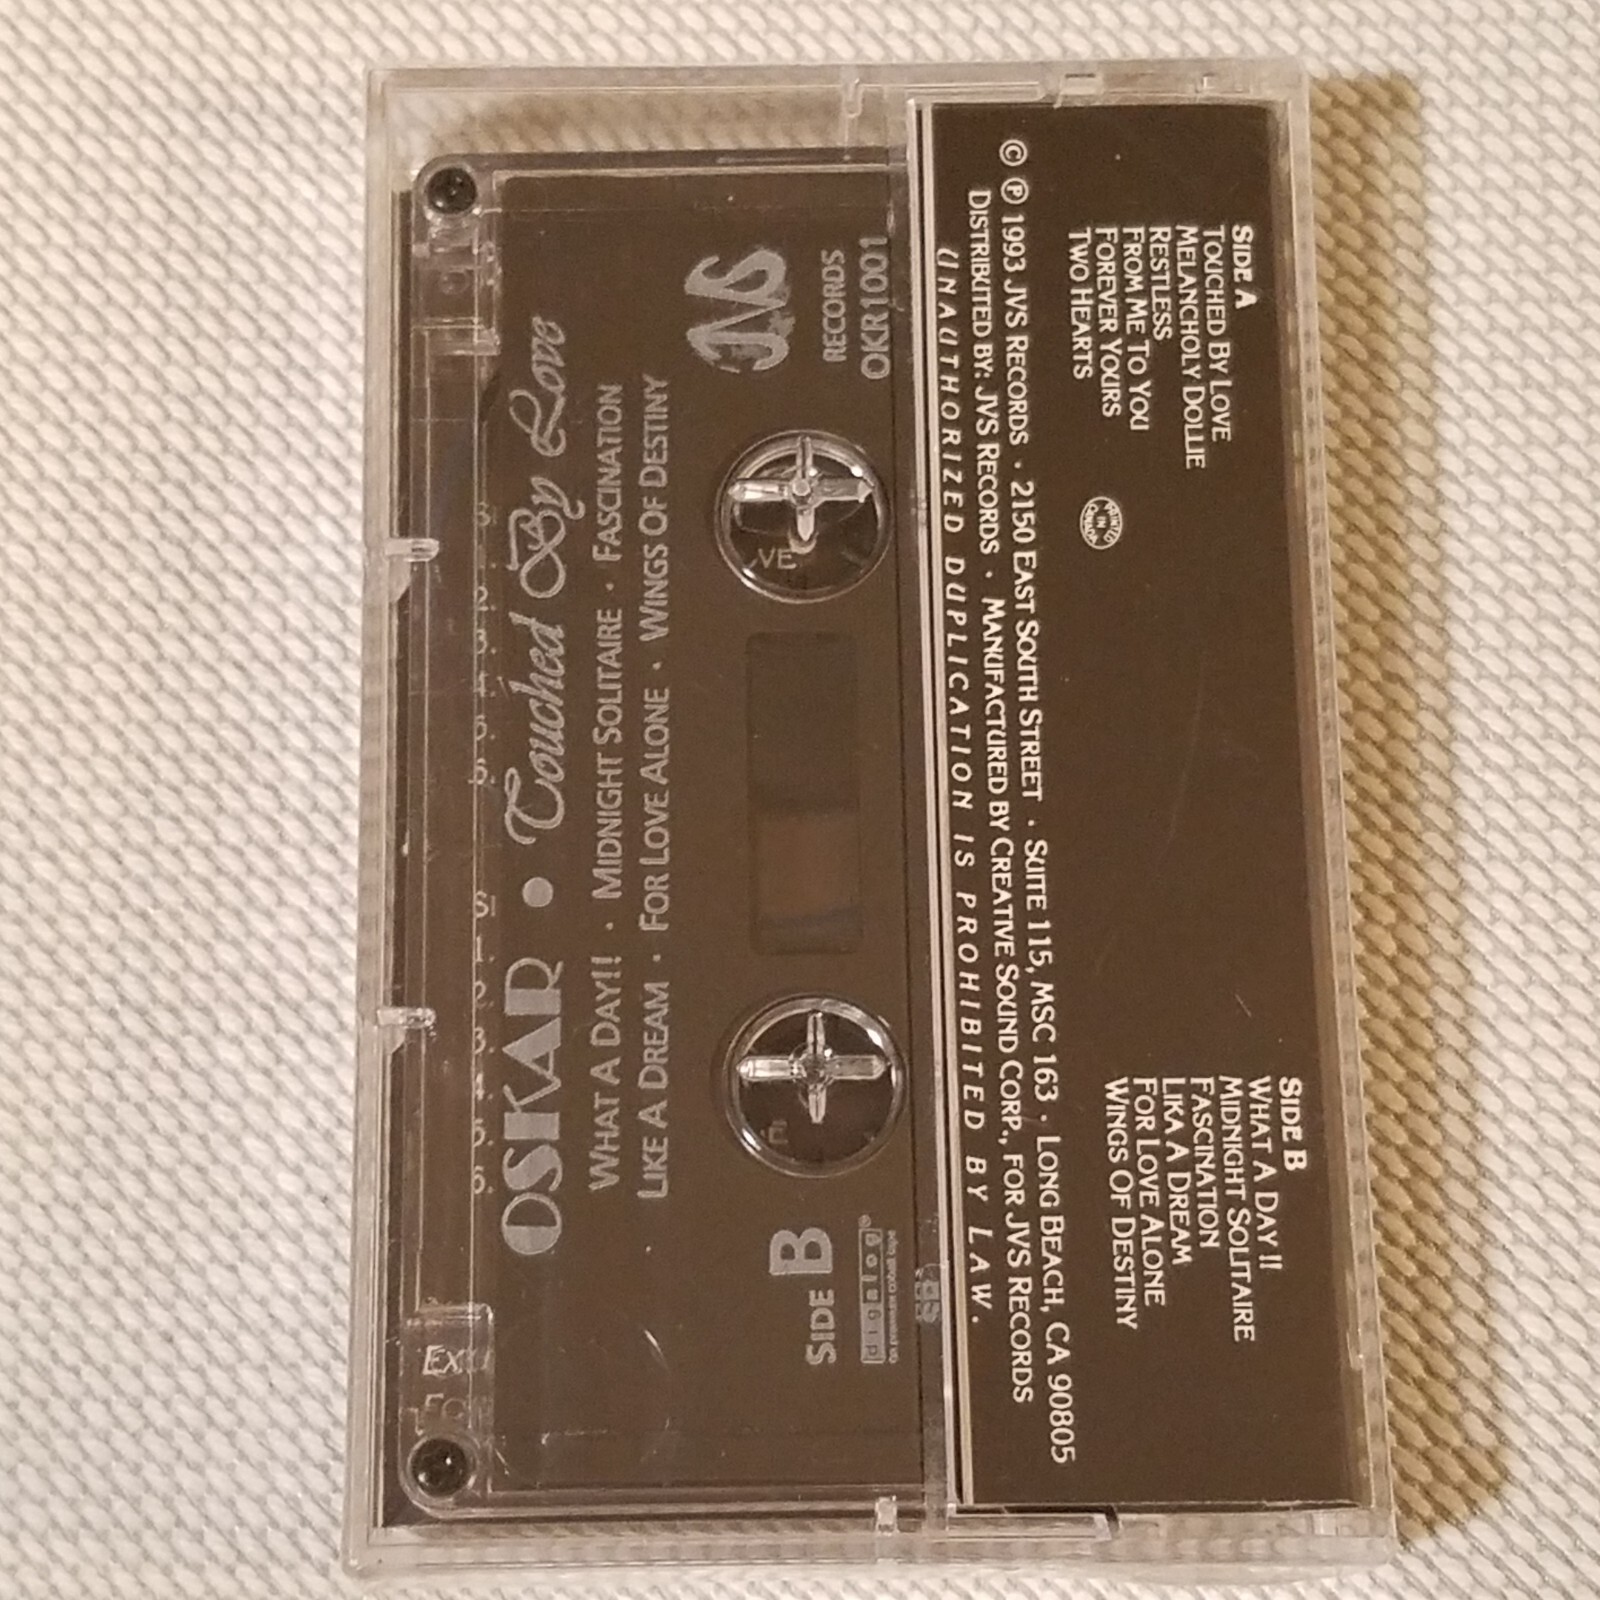 SIDE A
TOUCHED BY LOVE
MELANCHOLY DOLLIE
RESTLESS
FROM ME TO YOU
FOREVER YOURS
TWO HEARTS
PRINTED IN CANADA
SIDE B
WHAT A DAY!!
MIDNIGHT SOLITAIRE
FASCINATION
LIKA A DREAM
FOR LOVE ALONE
WINGS OF DESTINY
© ℗ 1993 JVS RECORDS · 2150 EAST SOUTH STREET · SUITE 115, MSC 163 · LONG BEACH, CA 90805
DISTRIBUTED BY: JVS RECORDS · MANUFACTURED BY CREATIVE SOUND CORP., FOR JVS RECORDS
UNAUTHORIZED DUPLICATION IS PROHIBITED BY LAW.
OSKAR • Touched By Love
WHAT A DAY!! · MIDNIGHT SOLITAIRE · FASCINATION
LIKE A DREAM · FOR LOVE ALONE · WINGS OF DESTINY
JVS
RECORDS
OKR1001
SIDE B
digalog®